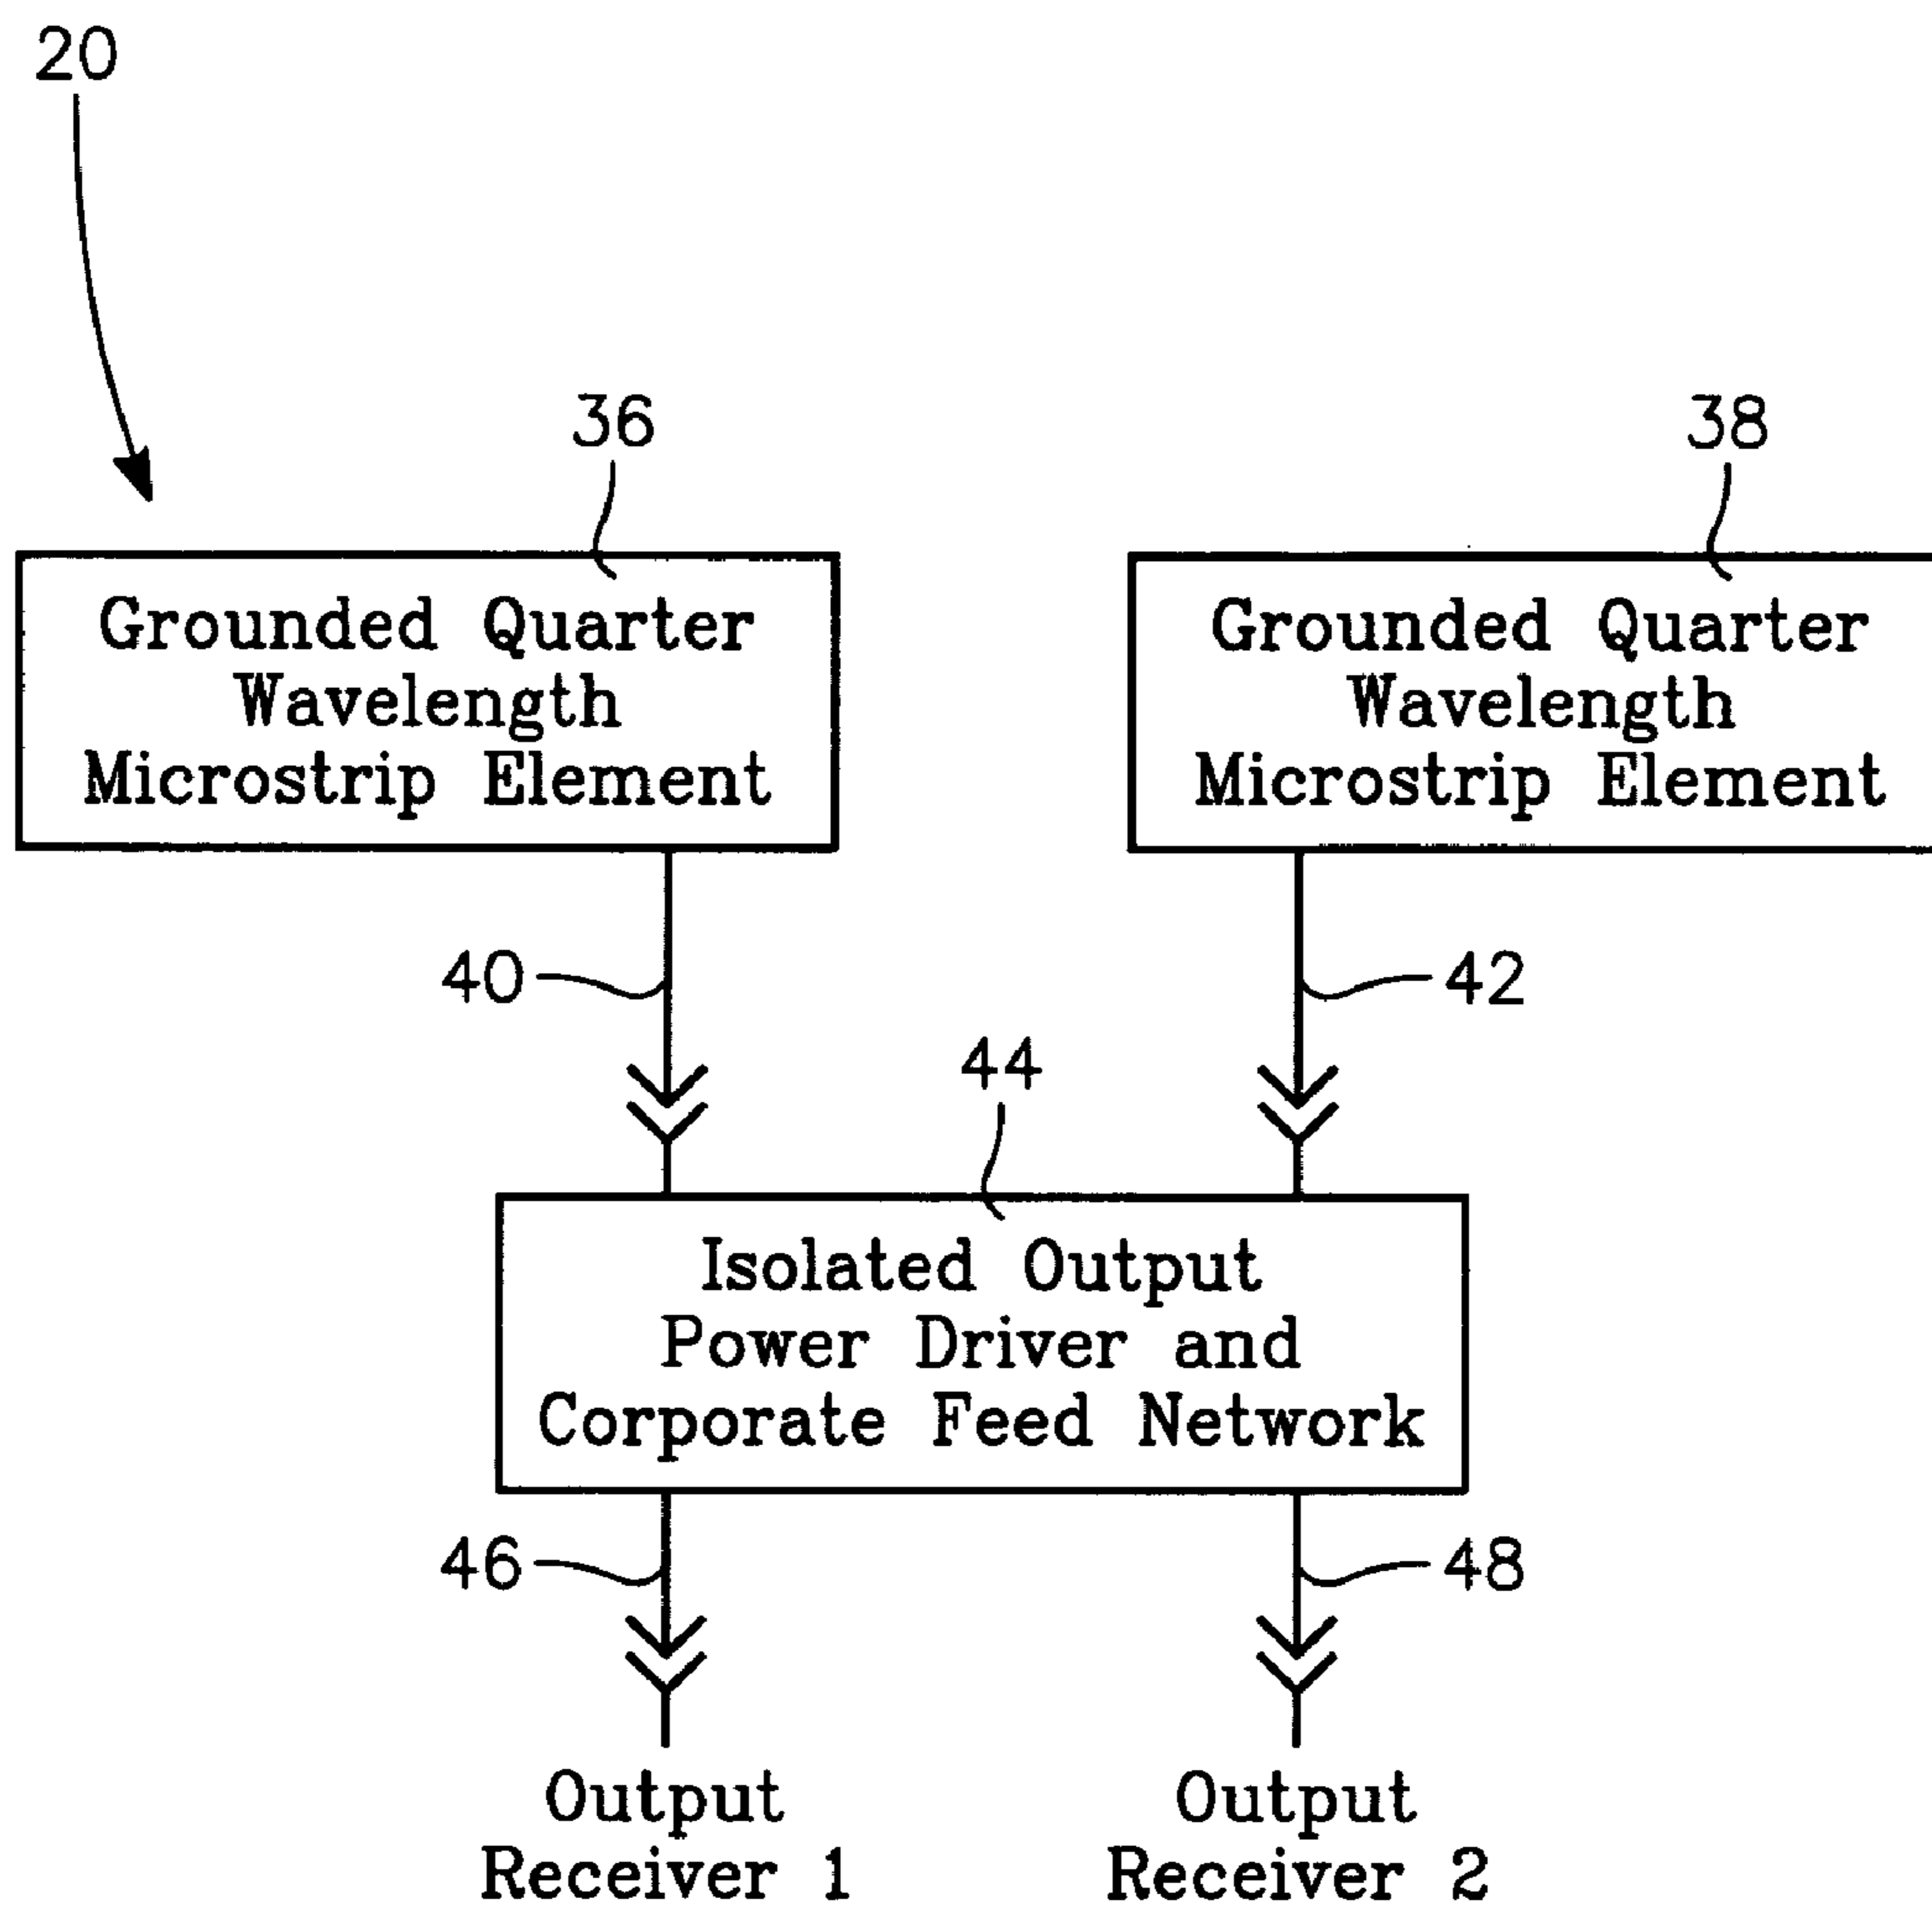 20
36
38
Grounded Quarter
Wavelength
Microstrip Element
Grounded Quarter
Wavelength
Microstrip Element
40
42
44
Isolated Output
Power Driver and
Corporate Feed Network
46
48
Output
Receiver 1
Output
Receiver 2